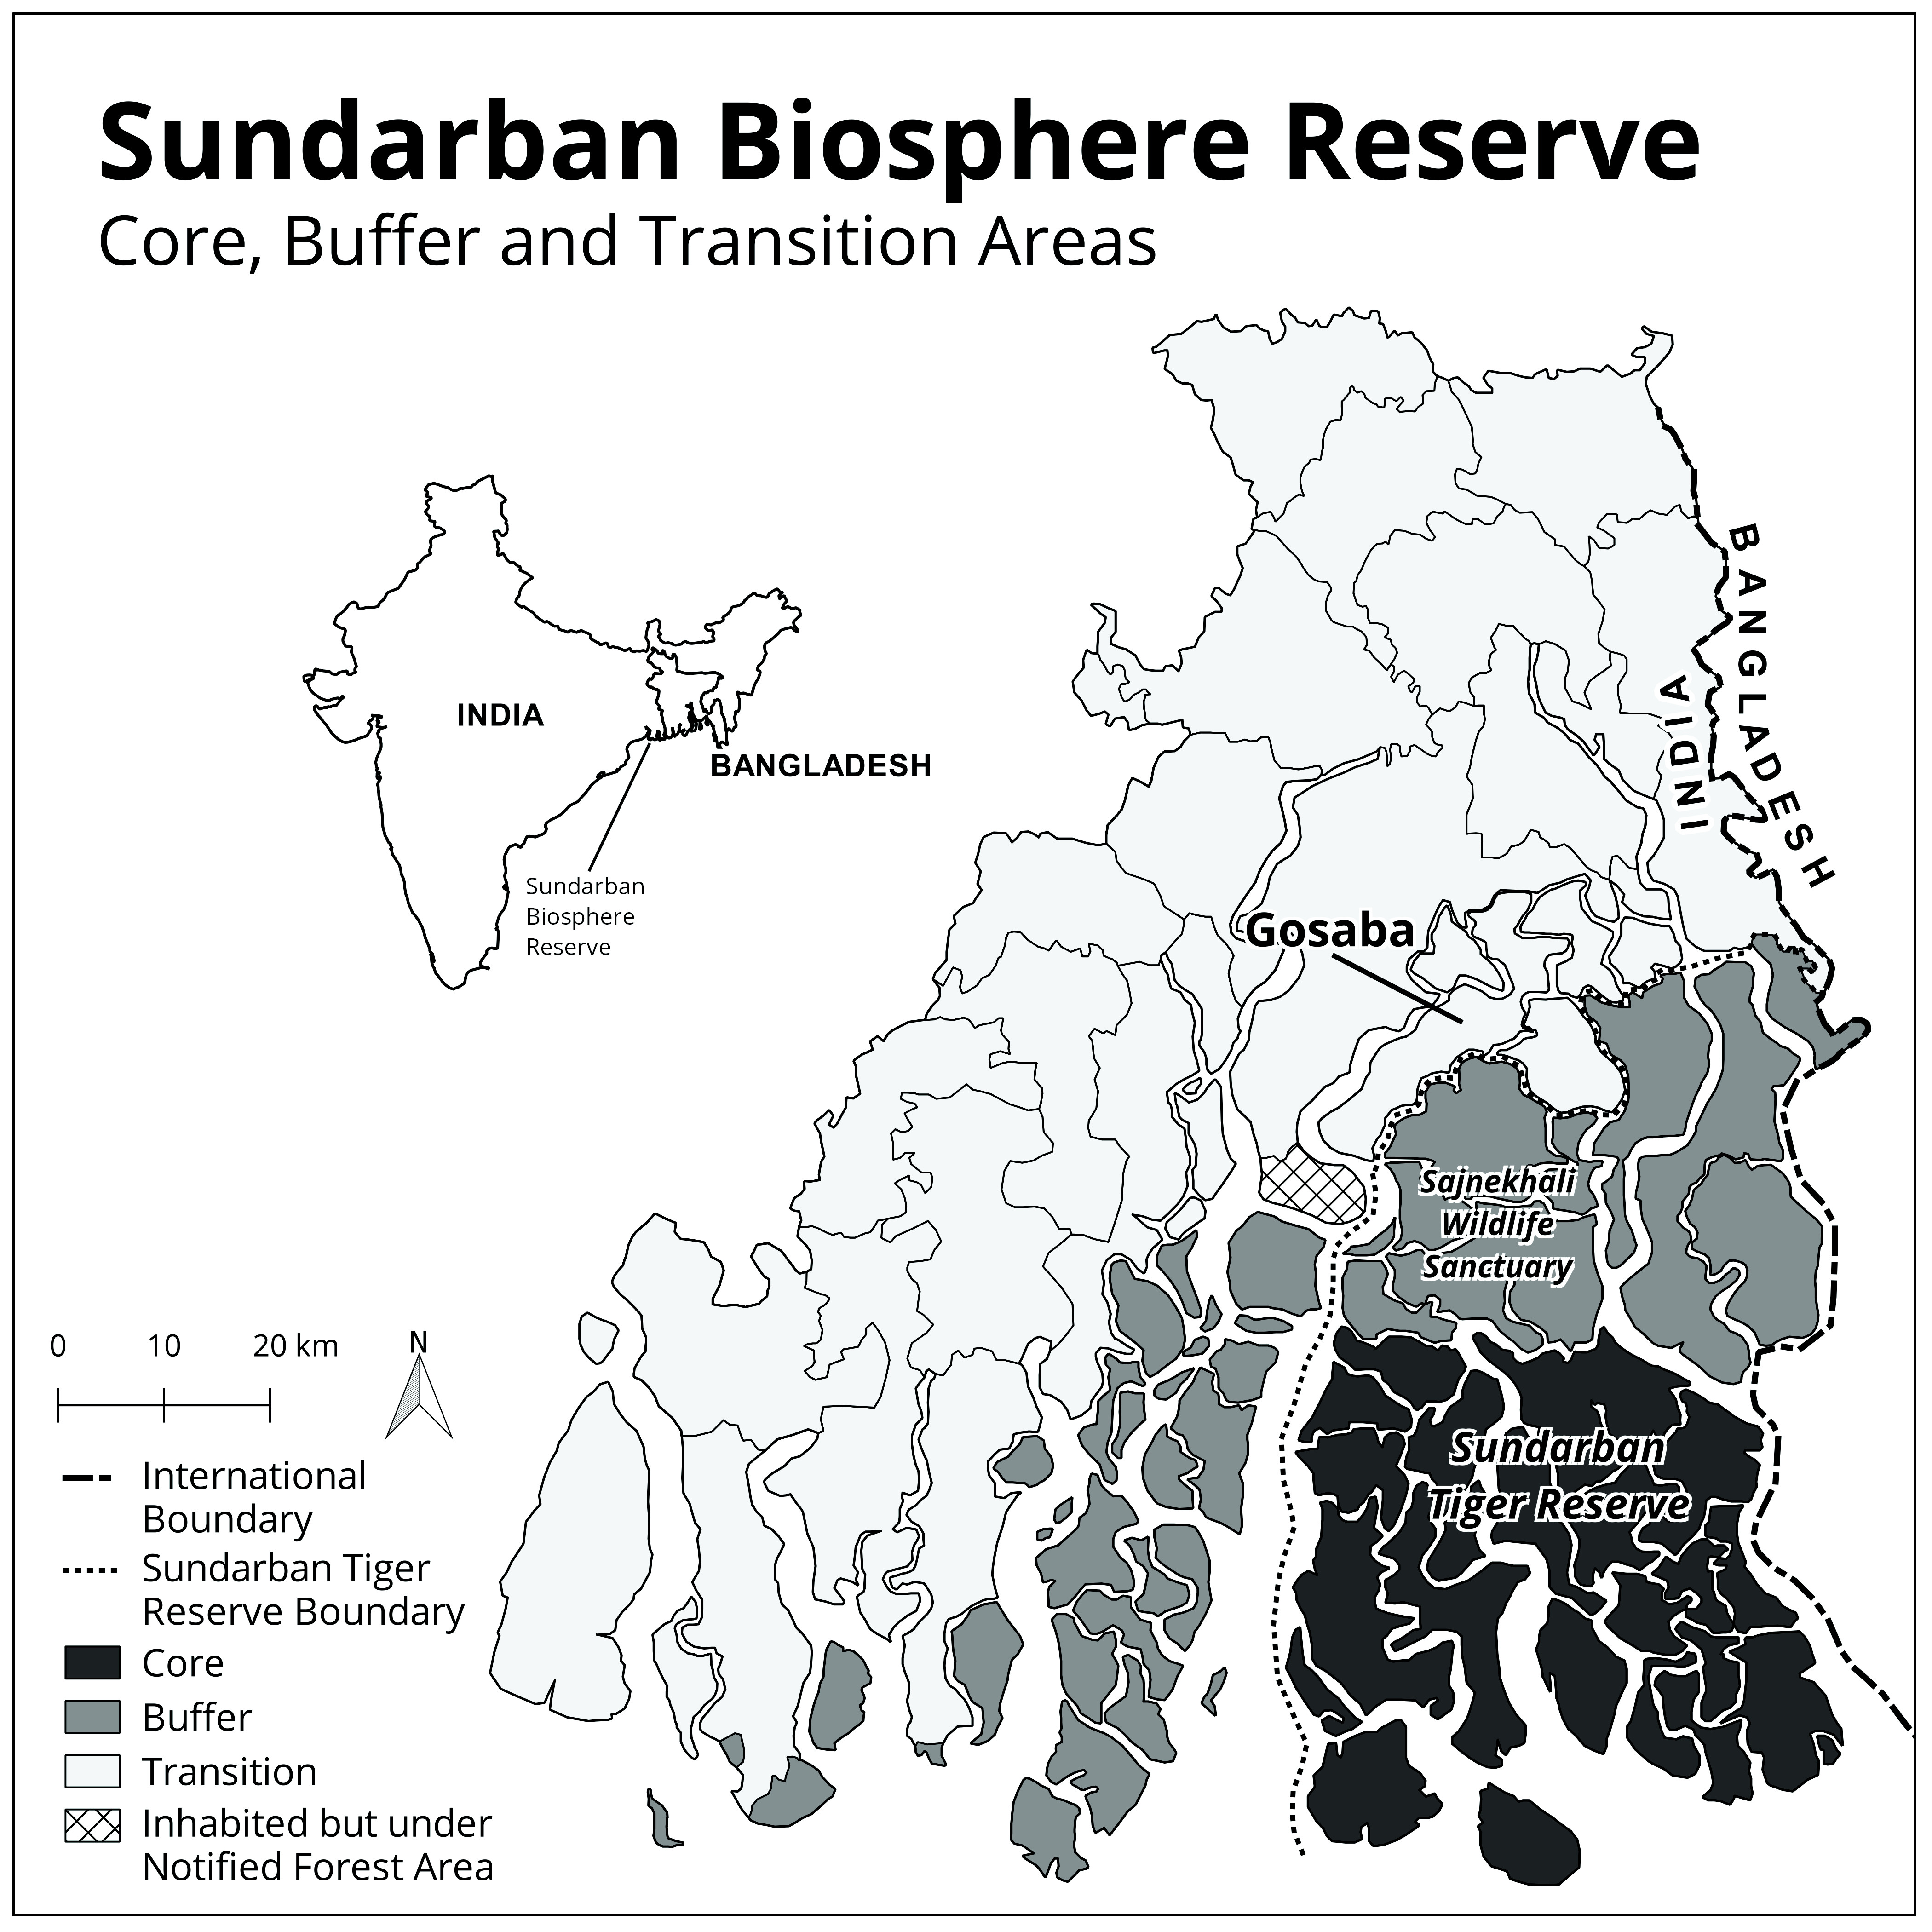 Sundarban Biosphere Reserve
Core, Buffer and Transition Areas
BANGLADESH
INDIA
INDIA
BANGLADESH
Sundarban
Biosphere
Reserve
Gosaba
Sajnekhali
Wildlife
Sanctuary
Sundarban
Tiger Reserve
0 10 20 km
N
International
Boundary
Sundarban Tiger
Reserve Boundary
Core
Buffer
Transition
Inhabited but under
Notified Forest Area